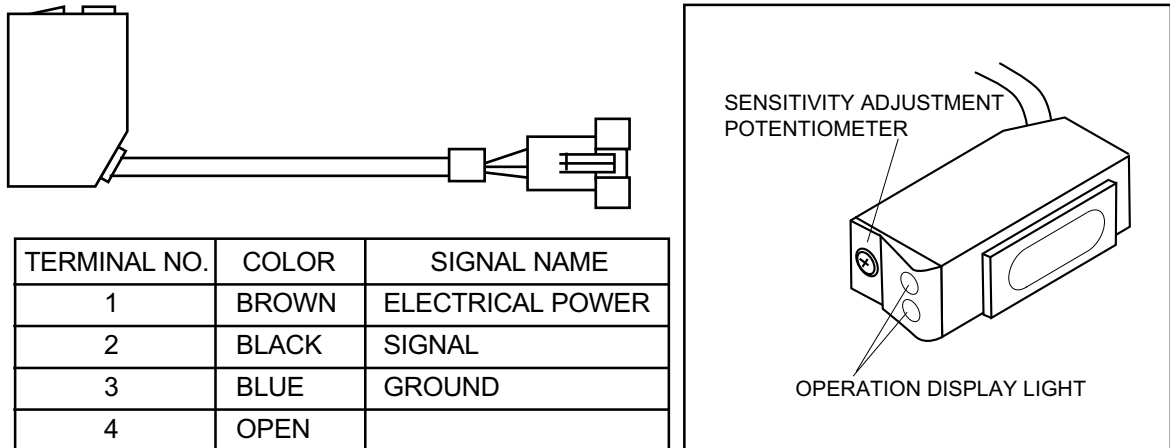 TERMINAL NO. COLOR SIGNAL NAME
1 BROWN ELECTRICAL POWER
2 BLACK SIGNAL
3 BLUE GROUND
4 OPEN
SENSITIVITY ADJUSTMENT
POTENTIOMETER
OPERATION DISPLAY LIGHT